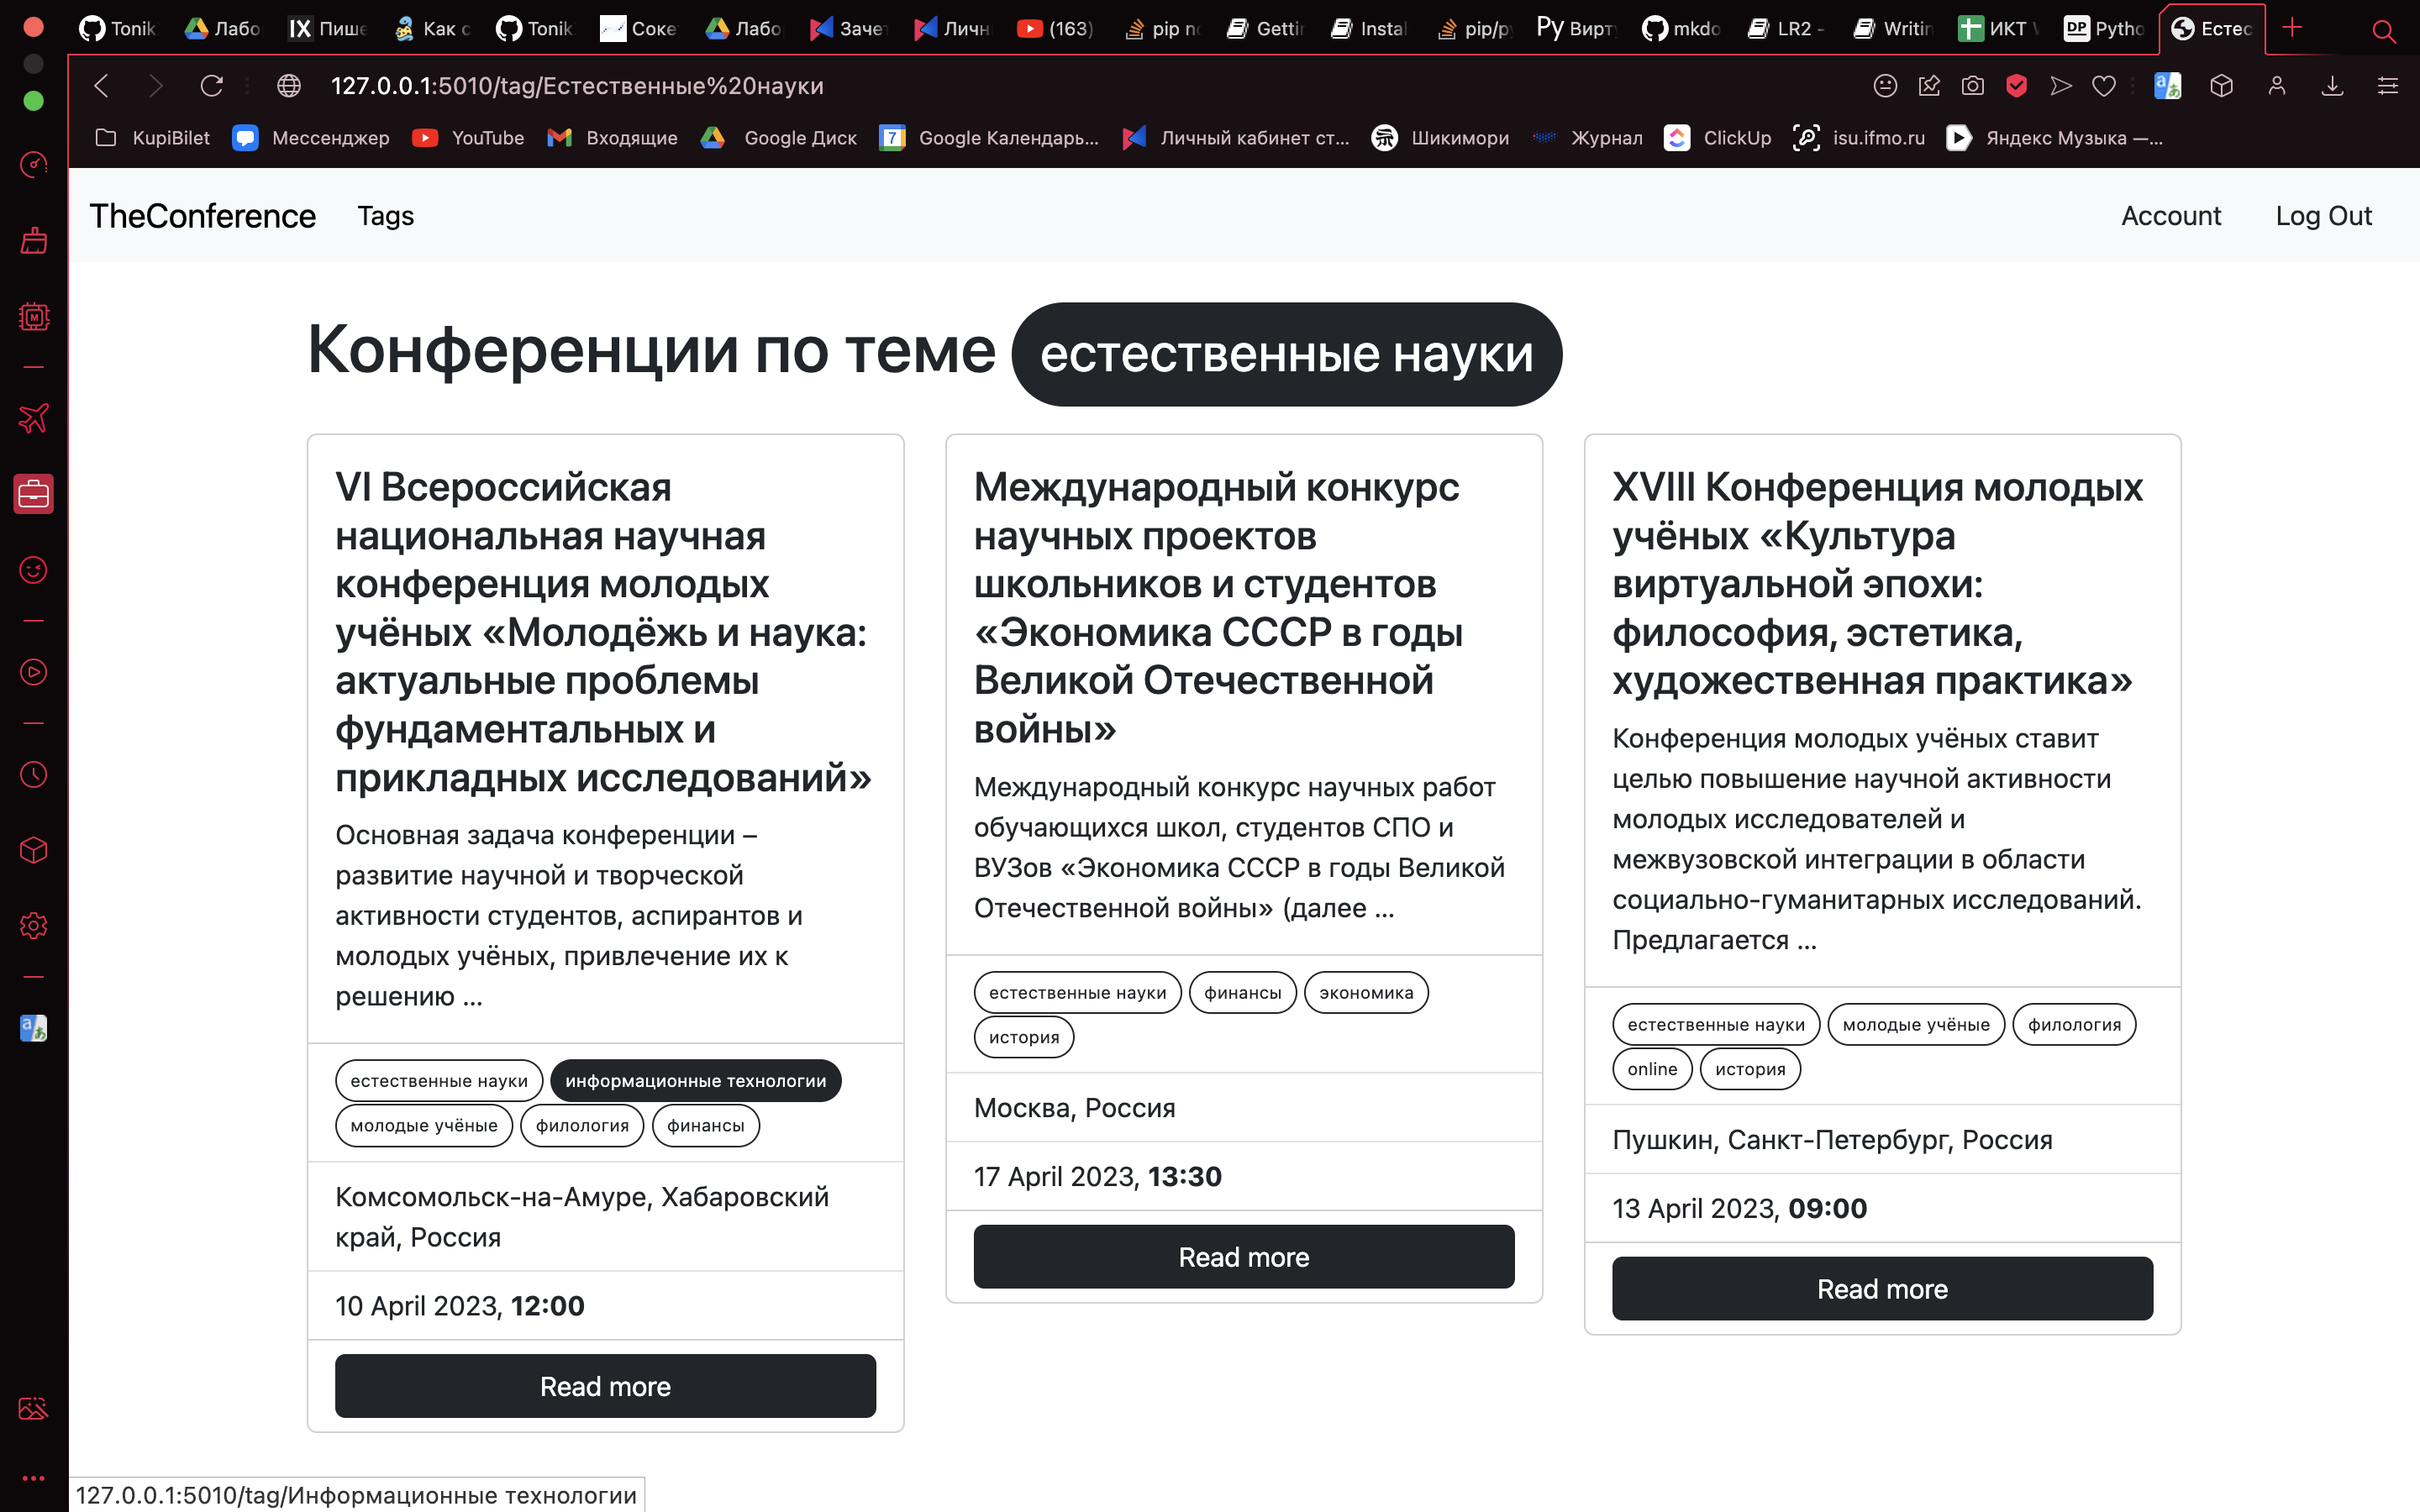 Tonik
Лабо
Пише
Как с
Tonik
Соке
Лабо
Заче
Личн
(163)
pip n
Gettin
Instal
pip/p
Py Вирту
mkdo
LR2 -
Writin
ИКТ
DP Pytho
Естес
127.0.0.1:5010/tag/Естественные%20науки
KupiBilet
Мессенджер
YouTube
Входящие
Google Диск
7 Google Календарь...
Личный кабинет ст...
Шикимори
Журнал
ClickUp
isu.ifmo.ru
Яндекс Музыка —...
TheConference
Tags
Account
Log Out
Конференции по теме естественные науки
VI Всероссийская
национальная научная
конференция молодых
учёных «Молодёжь и наука:
актуальные проблемы
фундаментальных и
прикладных исследований»
Основная задача конференции –
развитие научной и творческой
активности студентов, аспирантов и
молодых учёных, привлечение их к
решению ...
естественные науки информационные технологии
молодые учёные филология финансы
Комсомольск-на-Амуре, Хабаровский
край, Россия
10 April 2023, 12:00
Read more
Международный конкурс
научных проектов
школьников и студентов
«Экономика СССР в годы
Великой Отечественной
войны»
Международный конкурс научных работ
обучающихся школ, студентов СПО и
ВУЗов «Экономика СССР в годы Великой
Отечественной войны» (далее ...
естественные науки финансы экономика
история
Москва, Россия
17 April 2023, 13:30
Read more
XVIII Конференция молодых
учёных «Культура
виртуальной эпохи:
философия, эстетика,
художественная практика»
Конференция молодых учёных ставит
целью повышение научной активности
молодых исследователей и
межвузовской интеграции в области
социально-гуманитарных исследований.
Предлагается ...
естественные науки молодые учёные филология
online история
Пушкин, Санкт-Петербург, Россия
13 April 2023, 09:00
Read more
127.0.0.1:5010/tag/Информационные технологии